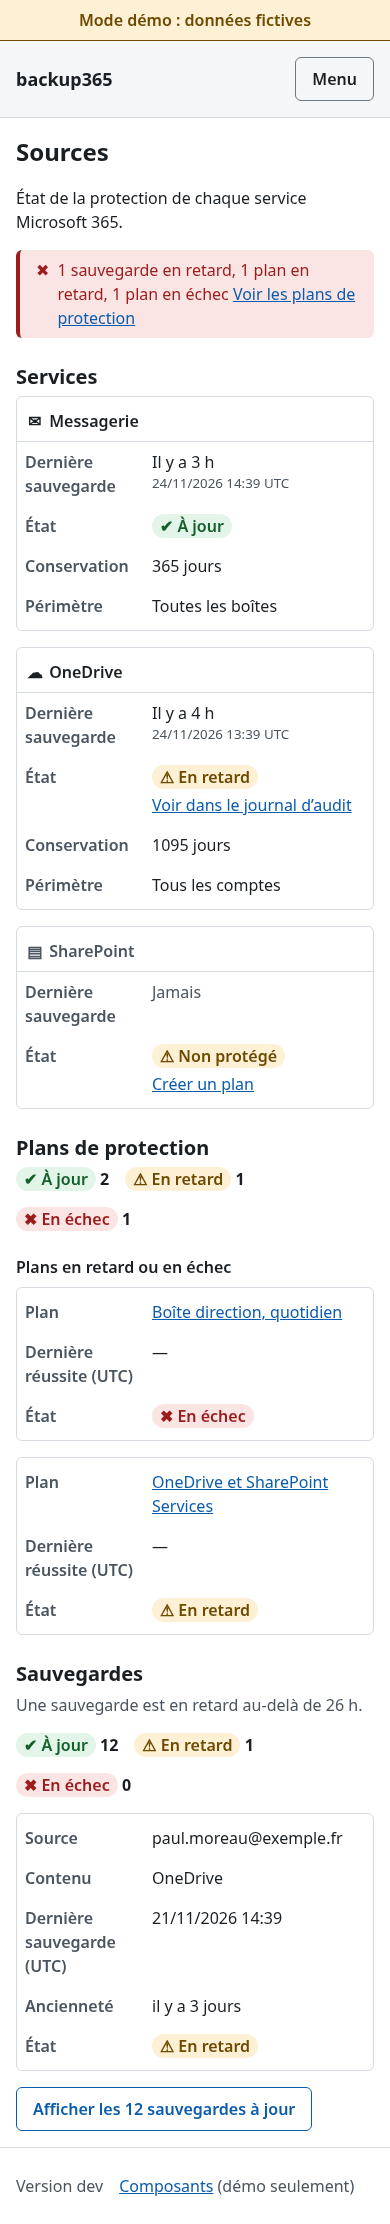 Mode démo : données fictives
backup365
Menu
Sources
État de la protection de chaque service
Microsoft 365.
✖ 1 sauvegarde en retard, 1 plan en
retard, 1 plan en échec Voir les plans de
protection
Services
✉ Messagerie
Dernière
sauvegarde
Il y a 3 h
24/11/2026 14:39 UTC
État
✔ À jour
Conservation
365 jours
Périmètre
Toutes les boîtes
☁ OneDrive
Dernière
sauvegarde
Il y a 4 h
24/11/2026 13:39 UTC
État
⚠ En retard
Voir dans le journal d’audit
Conservation
1095 jours
Périmètre
Tous les comptes
▤ SharePoint
Dernière
sauvegarde
Jamais
État
⚠ Non protégé
Créer un plan
Plans de protection
✔ À jour 2 ⚠ En retard 1
✖ En échec 1
Plans en retard ou en échec
Plan
Boîte direction, quotidien
Dernière
réussite (UTC)
—
État
✖ En échec
Plan
OneDrive et SharePoint
Services
Dernière
réussite (UTC)
—
État
⚠ En retard
Sauvegardes
Une sauvegarde est en retard au-delà de 26 h.
✔ À jour 12 ⚠ En retard 1
✖ En échec 0
Source
paul.moreau@exemple.fr
Contenu
OneDrive
Dernière
sauvegarde
(UTC)
21/11/2026 14:39
Ancienneté
il y a 3 jours
État
⚠ En retard
Afficher les 12 sauvegardes à jour
Version dev Composants (démo seulement)